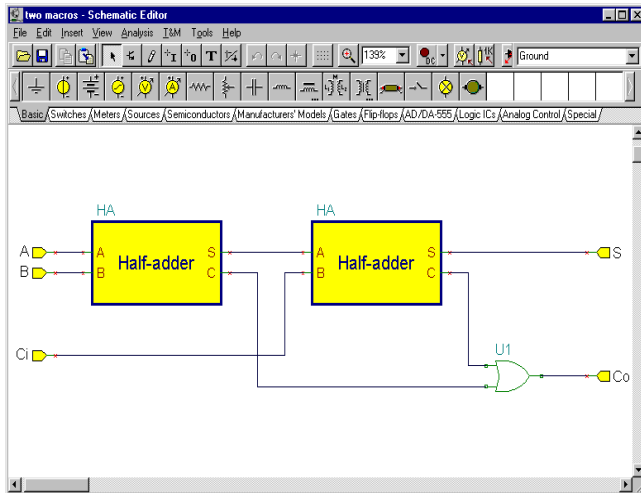 two macros - Schematic Editor
File Edit Insert View Analysis T&M Tools Help
T 139% DC 1K Ground
V A M
Basic Switches Meters Sources Semiconductors Manufacturers' Models Gates Flip-flops AD/DA-555 Logic ICs Analog Control Special
HA HA
A A S A S S
Half-adder Half-adder
B B C B C
Ci
U1
Co